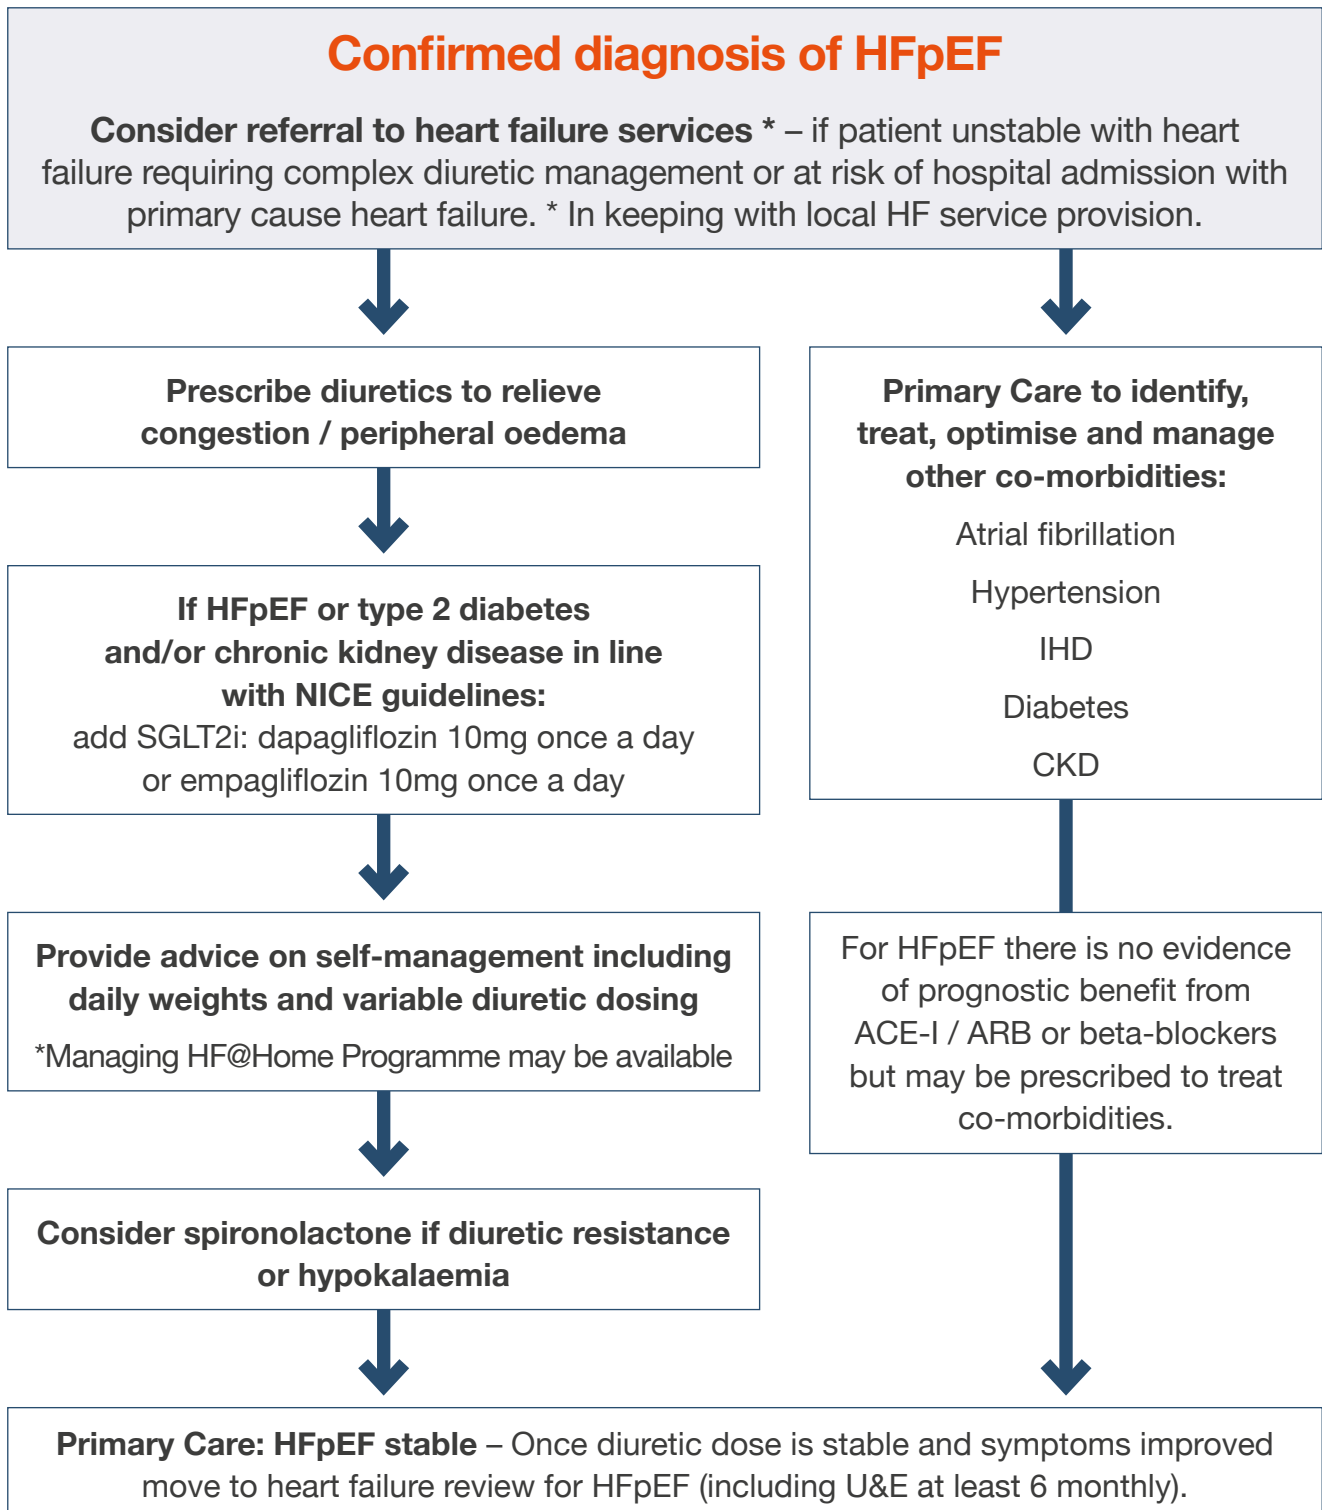 Confirmed diagnosis of HFpEF
Consider referral to heart failure services * – if patient unstable with heart
failure requiring complex diuretic management or at risk of hospital admission with
primary cause heart failure. * In keeping with local HF service provision.
Prescribe diuretics to relieve
congestion / peripheral oedema
If HFpEF or type 2 diabetes
and/or chronic kidney disease in line
with NICE guidelines:
add SGLT2i: dapagliflozin 10mg once a day
or empagliflozin 10mg once a day
Provide advice on self-management including
daily weights and variable diuretic dosing
*Managing HF@Home Programme may be available
Consider spironolactone if diuretic resistance
or hypokalaemia
Primary Care to identify,
treat, optimise and manage
other co-morbidities:
Atrial fibrillation
Hypertension
IHD
Diabetes
CKD
For HFpEF there is no evidence
of prognostic benefit from
ACE-I / ARB or beta-blockers
but may be prescribed to treat
co-morbidities.
Primary Care: HFpEF stable – Once diuretic dose is stable and symptoms improved
move to heart failure review for HFpEF (including U&E at least 6 monthly).